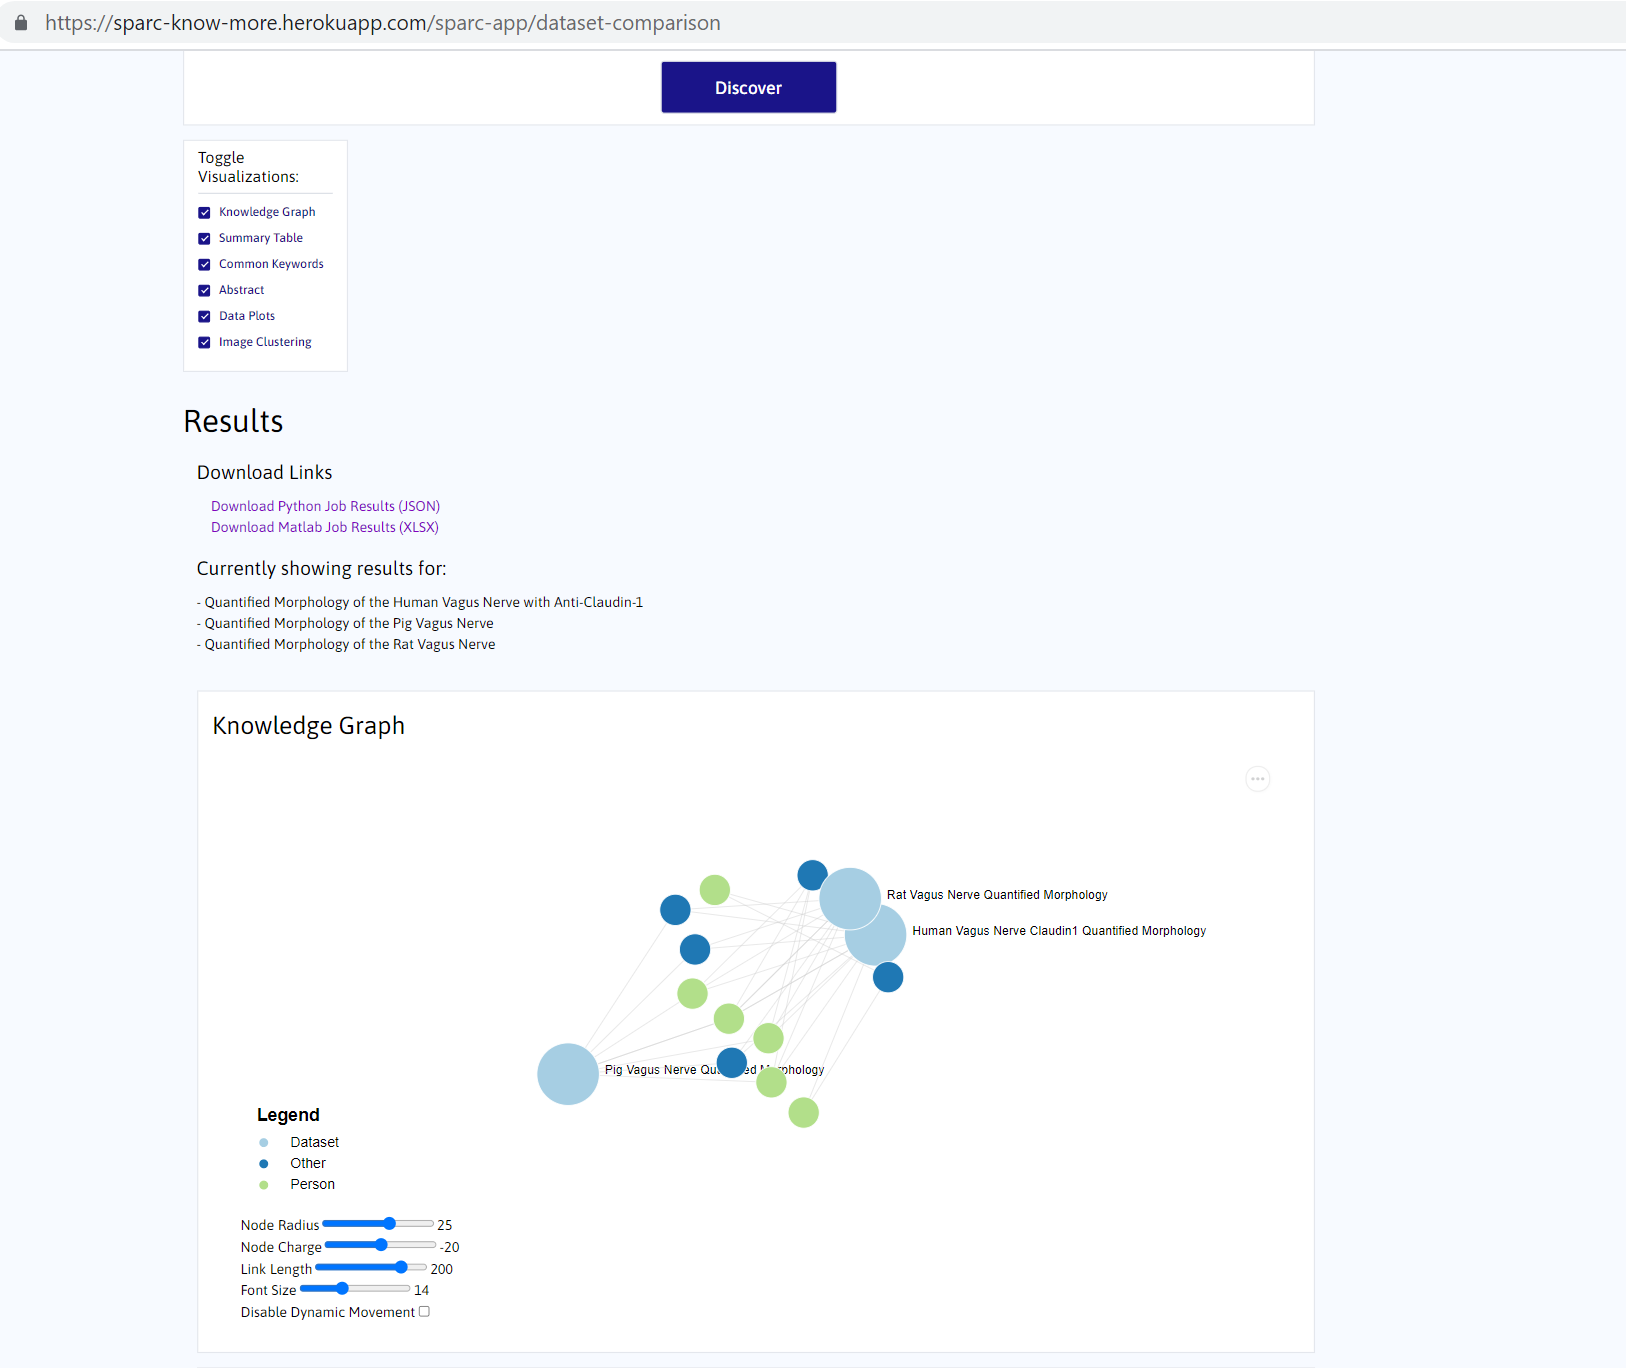 https://sparc-know-more.herokuapp.com/sparc-app/dataset-comparison
Discover
Toggle
Visualizations:
Knowledge Graph
Summary Table
Common Keywords
Abstract
Data Plots
Image Clustering
Results
Download Links
Download Python Job Results (JSON)
Download Matlab Job Results (XLSX)
Currently showing results for:
- Quantified Morphology of the Human Vagus Nerve with Anti-Claudin-1
- Quantified Morphology of the Pig Vagus Nerve
- Quantified Morphology of the Rat Vagus Nerve
Knowledge Graph
Rat Vagus Nerve Quantified Morphology
Human Vagus Nerve Claudin1 Quantified Morphology
Pig Vagus Nerve
Legend
Dataset
Other
Person
Node Radius 25
Node Charge -20
Link Length 200
Font Size 14
Disable Dynamic Movement